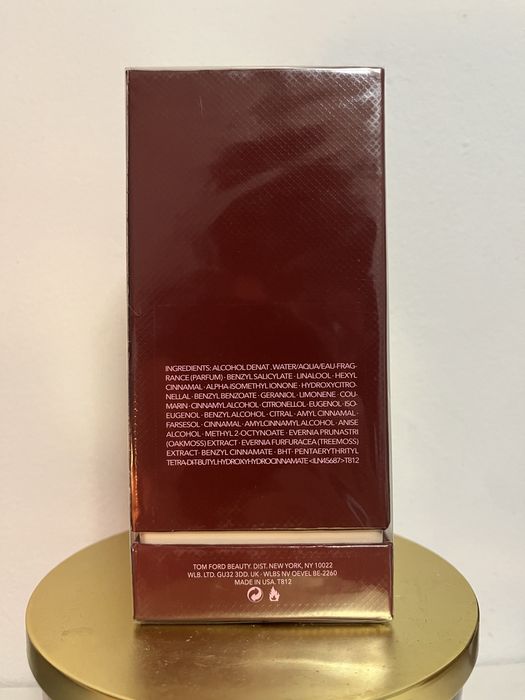 INGREDIENTS: ALCOHOL DENAT., WATER/AQUA/EAU· FRAG-
RANCE (PARFUM) · BENZYL SALICYLATE · LINALOOL · HEXYL
CINNAMAL · ALPHA-ISOMETHYL IONONE · HYDROXYCITRO-
NELLAL · BENZYL BENZOATE · GERANIOL · LIMONENE · COU-
MARIN · CINNAMYL ALCOHOL · CITRONELLOL · EUGENOL · ISO-
EUGENOL · BENZYL ALCOHOL · CITRAL · AMYL CINNAMAL ·
FARSESOL · CINNAMAL · AMYLCINNAMYL ALCOHOL · ANISE
ALCOHOL · METHYL 2-OCTYNOATE · EVERNIA PRUNASTRI
(OAKMOSS) EXTRACT · EVERNIA FURFURACEA (TREEMOSS)
EXTRACT · BENZYL CINNAMATE · BHT · PENTAERYTHRITYL
TETRA-DIT-BUTYL HYDROXYHYDROCINNAMATE <ILN45687> T812
TOM FORD BEAUTY. DIST. NEW YORK, NY 10022
WLB. LTD. GU32 3DD. UK · WLBS NV OEVEL BE-2260
MADE IN USA. T812